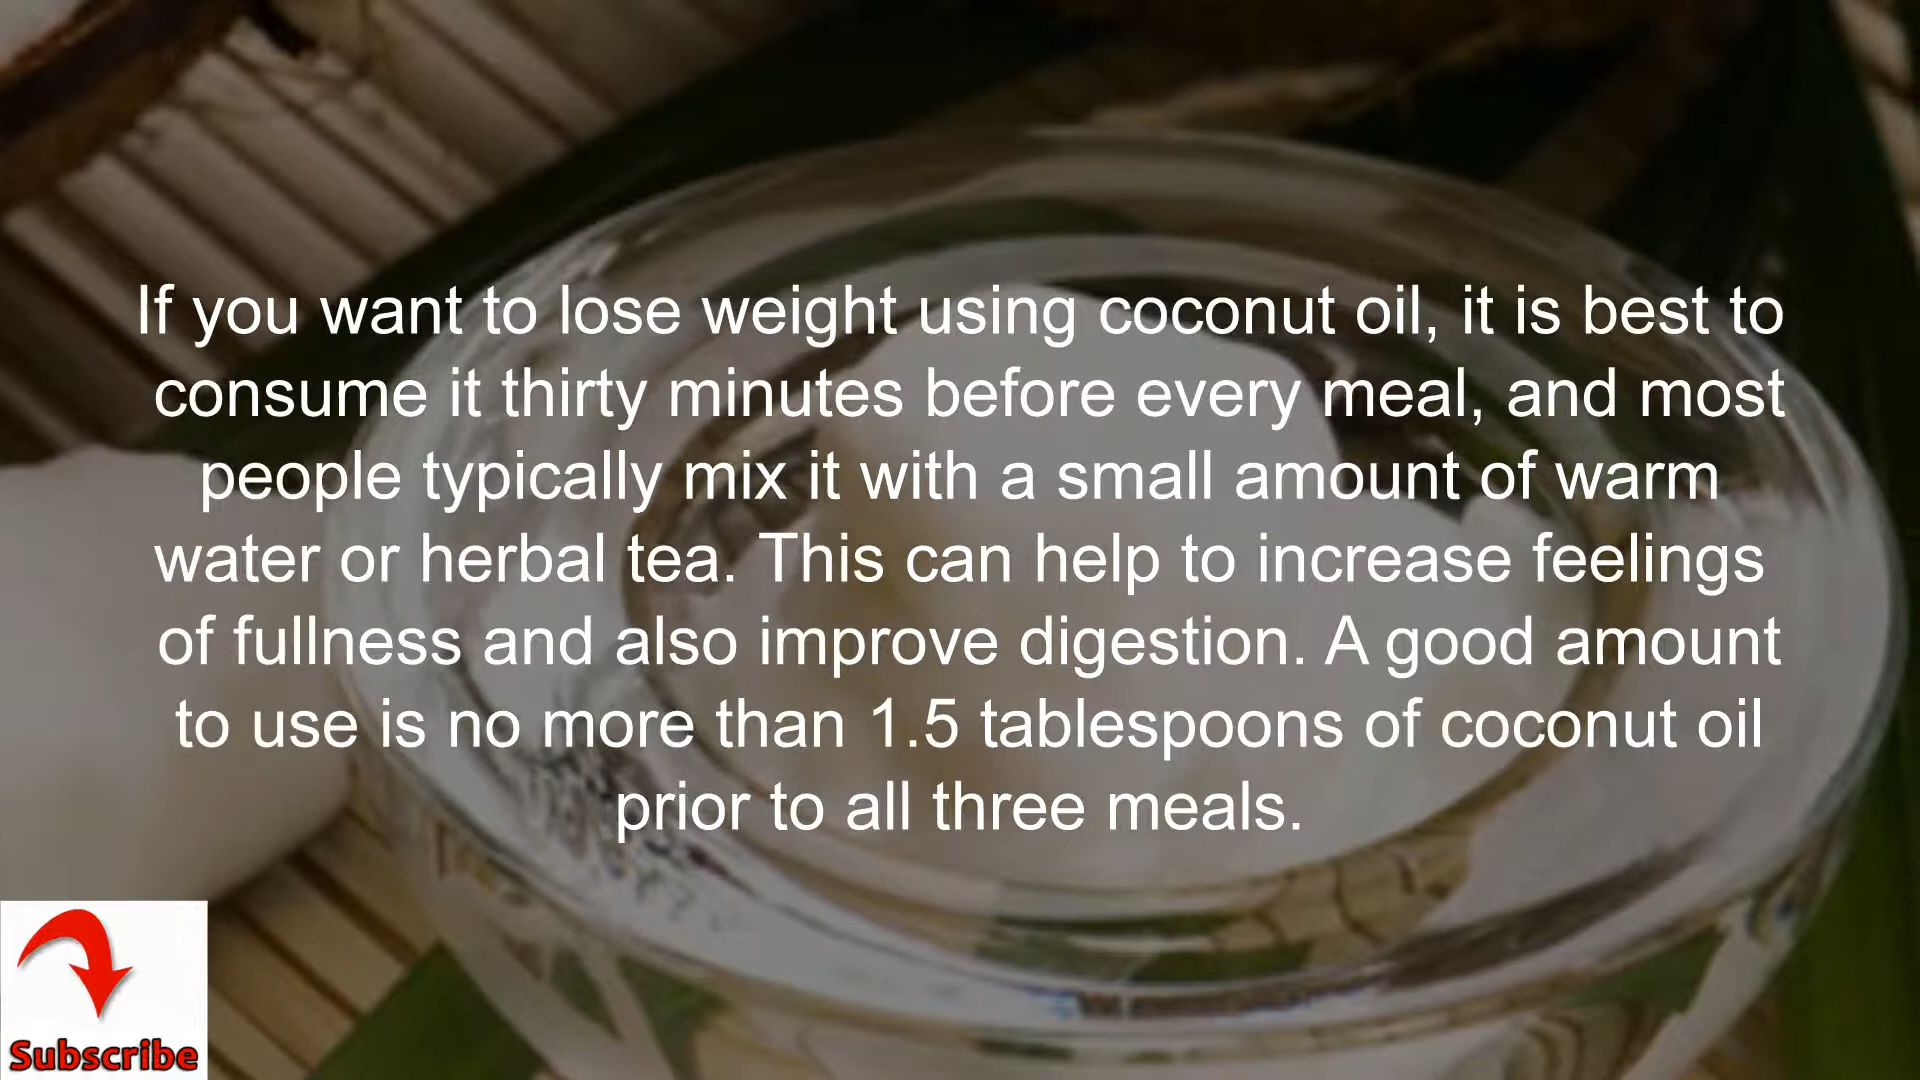 If you want to lose weight using coconut oil, it is best to
consume it thirty minutes before every meal, and most
people typically mix it with a small amount of warm
water or herbal tea. This can help to increase feelings
of fullness and also improve digestion. A good amount
to use is no more than 1.5 tablespoons of coconut oil
prior to all three meals.
Subscribe